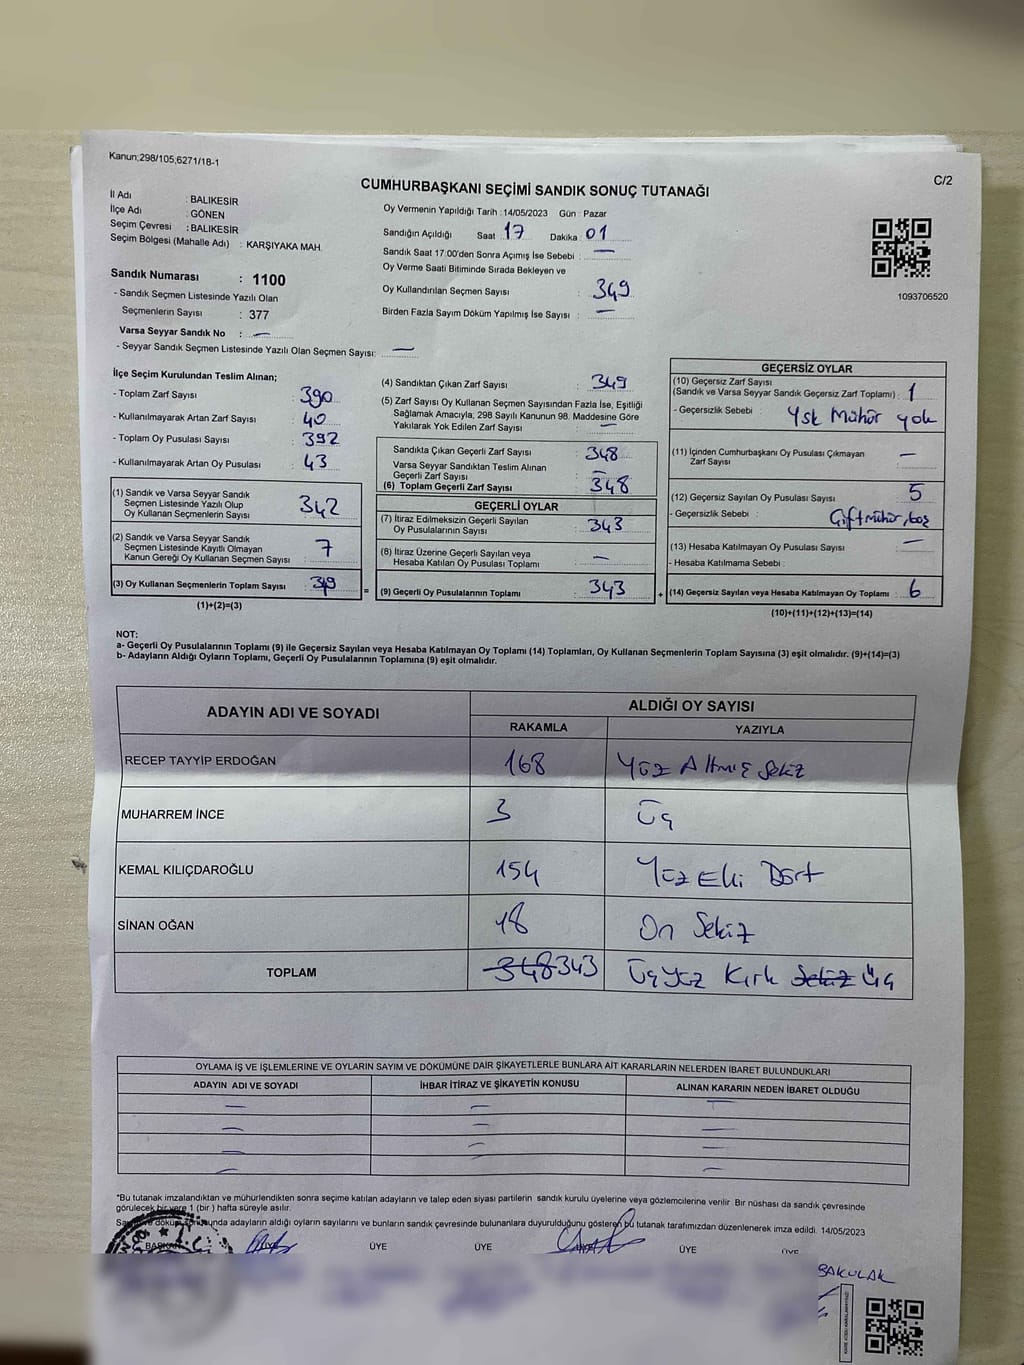 Kanun;298/105,6271/18-1
C/2
CUMHURBAŞKANI SEÇİMİ SANDIK SONUÇ TUTANAĞI
İl Adı : BALIKESİR
İlçe Adı : GÖNEN
Seçim Çevresi : BALIKESİR
Seçim Bölgesi (Mahalle Adı) : KARŞIYAKA MAH.
Sandık Numarası : 1100
- Sandık Seçmen Listesinde Yazılı Olan
Seçmenlerin Sayısı : 377
Varsa Seyyar Sandık No : —
- Seyyar Sandık Seçmen Listesinde Yazılı Olan Seçmen Sayısı: —
Oy Vermenin Yapıldığı Tarih : 14/05/2023 Gün : Pazar
Sandığın Açıldığı Saat 17 Dakika 01
Sandık Saat 17:00'den Sonra Açımış İse Sebebi : —
Oy Verme Saati Bitiminde Sırada Bekleyen ve
Oy Kullandırılan Seçmen Sayısı : 349
Birden Fazla Sayım Döküm Yapılmış İse Sayısı : —
1093706520
İlçe Seçim Kurulundan Teslim Alınan;
- Toplam Zarf Sayısı : 390
- Kullanılmayarak Artan Zarf Sayısı : 40
- Toplam Oy Pusulası Sayısı : 392
- Kullanılmayarak Artan Oy Pusulası : 43
(1) Sandık ve Varsa Seyyar Sandık
Seçmen Listesinde Yazılı Olup
Oy Kullanan Seçmenlerin Sayısı : 342
(2) Sandık ve Varsa Seyyar Sandık
Seçmen Listesinde Kayıtlı Olmayan
Kanun Gereği Oy Kullanan Seçmen Sayısı : 7
(3) Oy Kullanan Seçmenlerin Toplam Sayısı : 349
(1)+(2)=(3)
=
(4) Sandıktan Çıkan Zarf Sayısı : 349
(5) Zarf Sayısı Oy Kullanan Seçmen Sayısından Fazla İse, Eşitliği
Sağlamak Amacıyla, 298 Sayılı Kanunun 98. Maddesine Göre
Yakılarak Yok Edilen Zarf Sayısı : —
Sandıkta Çıkan Geçerli Zarf Sayısı : 348
Varsa Seyyar Sandıktan Teslim Alınan
Geçerli Zarf Sayısı : —
(6) Toplam Geçerli Zarf Sayısı : 348
GEÇERLİ OYLAR
(7) İtiraz Edilmeksizin Geçerli Sayılan
Oy Pusulalarının Sayısı : 343
(8) İtiraz Üzerine Geçerli Sayılan veya
Hesaba Katılan Oy Pusulası Toplamı : —
(9) Geçerli Oy Pusulalarının Toplamı : 343
+
GEÇERSİZ OYLAR
(10) Geçersiz Zarf Sayısı
(Sandık ve Varsa Seyyar Sandık Geçersiz Zarf Toplamı) : 1
- Geçersizlik Sebebi : Ysk Mühür yok
(11) İçinden Cumhurbaşkanı Oy Pusulası Çıkmayan
Zarf Sayısı : —
(12) Geçersiz Sayılan Oy Pusulası Sayısı : 5
- Geçersizlik Sebebi : Çift mühür, boş
(13) Hesaba Katılmayan Oy Pusulası Sayısı : —
- Hesaba Katılmama Sebebi :
(14) Geçersiz Sayılan veya Hesaba Katılmayan Oy Toplamı : 6
(10)+(11)+(12)+(13)=(14)
NOT:
a- Geçerli Oy Pusulalarının Toplamı (9) ile Geçersiz Sayılan veya Hesaba Katılmayan Oy Toplamı (14) Toplamları, Oy Kullanan Seçmenlerin Toplam Sayısına (3) eşit olmalıdır. (9)+(14)=(3)
b- Adayların Aldığı Oyların Toplamı, Geçerli Oy Pusulalarının Toplamına (9) eşit olmalıdır.
ADAYIN ADI VE SOYADI ALDIĞI OY SAYISI
RAKAMLA YAZIYLA
RECEP TAYYİP ERDOĞAN 168 Yüz Altmış Sekiz
MUHARREM İNCE 3 Üç
KEMAL KILIÇDAROĞLU 154 Yüz Elli Dört
SİNAN OĞAN 18 On Sekiz
TOPLAM 348 343 Üçyüz Kırk Sekiz Üç
OYLAMA İŞ VE İŞLEMLERİNE VE OYLARIN SAYIM VE DÖKÜMÜNE DAİR ŞİKAYETLERLE BUNLARA AİT KARARLARIN NELERDEN İBARET BULUNDUKLARI
ADAYIN ADI VE SOYADI İHBAR İTİRAZ VE ŞİKAYETİN KONUSU ALINAN KARARIN NEDEN İBARET OLDUĞU
— — —
— — —
— — —
— — —
*Bu tutanak imzalandıktan ve mühürlendikten sonra seçime katılan adayların ve talep eden siyasi partilerin sandık kurulu üyelerine veya gözlemcilerine verilir Bir nüshası da sandık çevresinde
görülecek bir yere 1 (bir) hafta süreyle asılır.
adayların aldığı oyların sayılarını ve bunların sandık çevresinde bulunanlara duyurulduğunu gösteren bu tutanak tarafımızdan düzenlenerek imza edildi. 14/05/2023
BAŞKAN ÜYE ÜYE ÜYE ÜYE ÜYE
BAKULAK